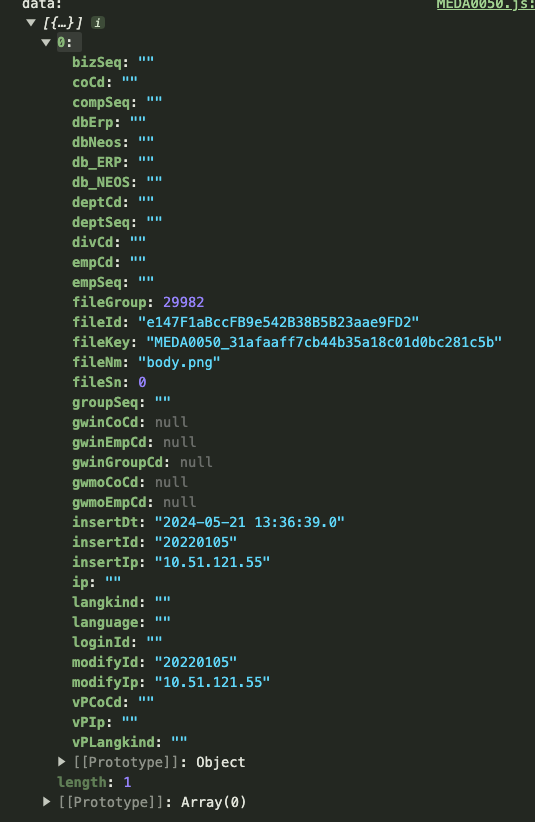 data: MEDA0050.js:
▼ [{…}] i
▼ 0:
bizSeq: ""
coCd: ""
compSeq: ""
dbErp: ""
dbNeos: ""
db_ERP: ""
db_NEOS: ""
deptCd: ""
deptSeq: ""
divCd: ""
empCd: ""
empSeq: ""
fileGroup: 29982
fileId: "e147F1aBccFB9e542B38B5B23aae9FD2"
fileKey: "MEDA0050_31afaaff7cb44b35a18c01d0bc281c5b"
fileNm: "body.png"
fileSn: 0
groupSeq: ""
gwinCoCd: null
gwinEmpCd: null
gwinGroupCd: null
gwmoCoCd: null
gwmoEmpCd: null
insertDt: "2024-05-21 13:36:39.0"
insertId: "20220105"
insertIp: "10.51.121.55"
ip: ""
langkind: ""
language: ""
loginId: ""
modifyId: "20220105"
modifyIp: "10.51.121.55"
vPCoCd: ""
vPIp: ""
vPLangkind: ""
▶ [[Prototype]]: Object
length: 1
▶ [[Prototype]]: Array(0)